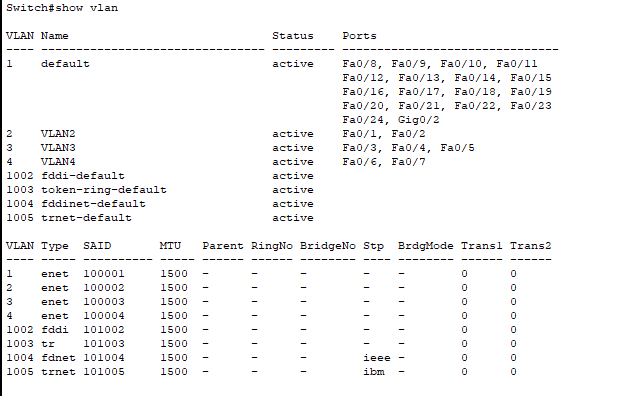 Switch#show vlan
VLAN Name                             Status    Ports
---- -------------------------------- --------- -------------------------------
1    default                          active    Fa0/8, Fa0/9, Fa0/10, Fa0/11
                                                Fa0/12, Fa0/13, Fa0/14, Fa0/15
                                                Fa0/16, Fa0/17, Fa0/18, Fa0/19
                                                Fa0/20, Fa0/21, Fa0/22, Fa0/23
                                                Fa0/24, Gig0/2
2    VLAN2                            active    Fa0/1, Fa0/2
3    VLAN3                            active    Fa0/3, Fa0/4, Fa0/5
4    VLAN4                            active    Fa0/6, Fa0/7
1002 fddi-default                     active
1003 token-ring-default               active
1004 fddinet-default                  active
1005 trnet-default                    active
VLAN Type  SAID       MTU   Parent RingNo BridgeNo Stp  BrdgMode Trans1 Trans2
---- ----- ---------- ----- ------ ------ -------- ---- -------- ------ ------
1    enet  100001     1500  -      -      -        -    -        0      0
2    enet  100002     1500  -      -      -        -    -        0      0
3    enet  100003     1500  -      -      -        -    -        0      0
4    enet  100004     1500  -      -      -        -    -        0      0
1002 fddi  101002     1500  -      -      -        -    -        0      0
1003 tr    101003     1500  -      -      -        -    -        0      0
1004 fdnet 101004     1500  -      -      -        ieee -        0      0
1005 trnet 101005     1500  -      -      -        ibm  -        0      0